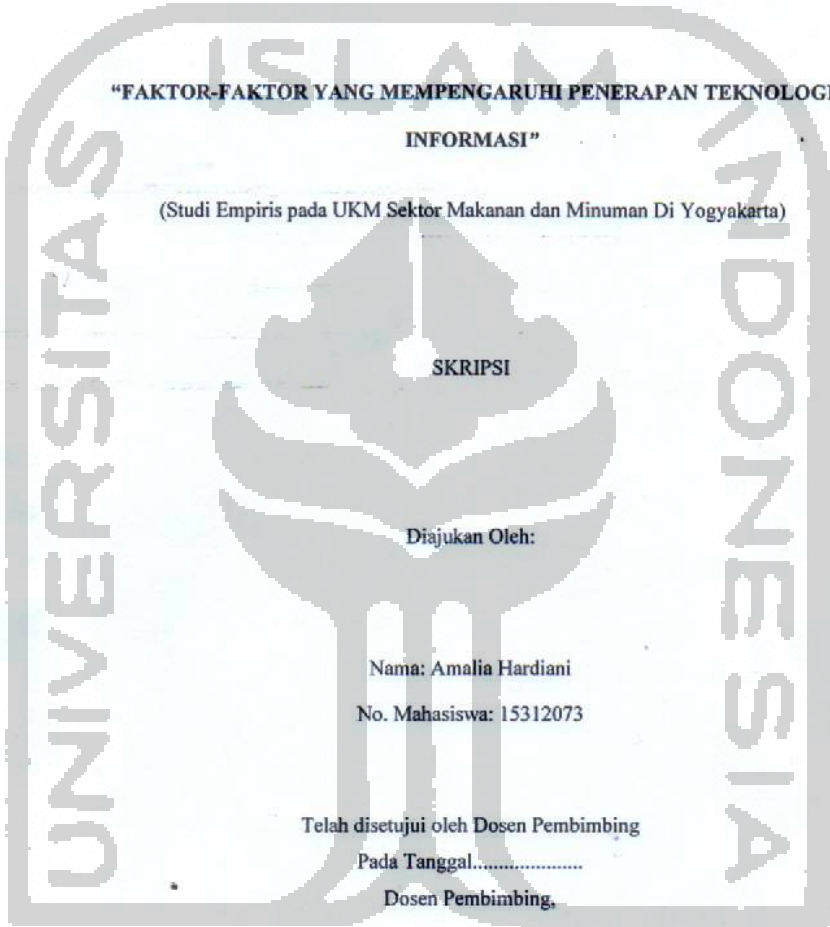 “FAKTOR-FAKTOR YANG MEMPENGARUHI PENERAPAN TEKNOLOGI
INFORMASI”
(Studi Empiris pada UKM Sektor Makanan dan Minuman Di Yogyakarta)
SKRIPSI
Diajukan Oleh:
Nama: Amalia Hardiani
No. Mahasiswa: 15312073
Telah disetujui oleh Dosen Pembimbing
Pada Tanggal......................
Dosen Pembimbing,
UNIVERSITAS
ISLAM
INDONESIA